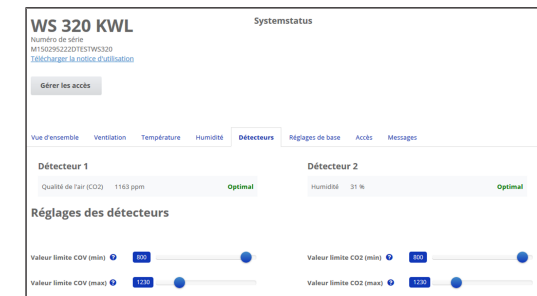 WS 320 KWL
Systemstatus
Numéro de série
M150295222DTESTWS320
Télécharger la notice d'utilisation
Gérer les accès
Vue d'ensemble Ventilation Température Humidité Détecteurs Réglages de base Accès Messages
Détecteur 1
Qualité de l'air (CO2) 1163 ppm Optimal
Détecteur 2
Humidité 31 % Optimal
Réglages des détecteurs
Valeur limite COV (min) ? 800
Valeur limite CO2 (min) ? 800
Valeur limite COV (max) ? 1230
Valeur limite CO2 (max) ? 1230